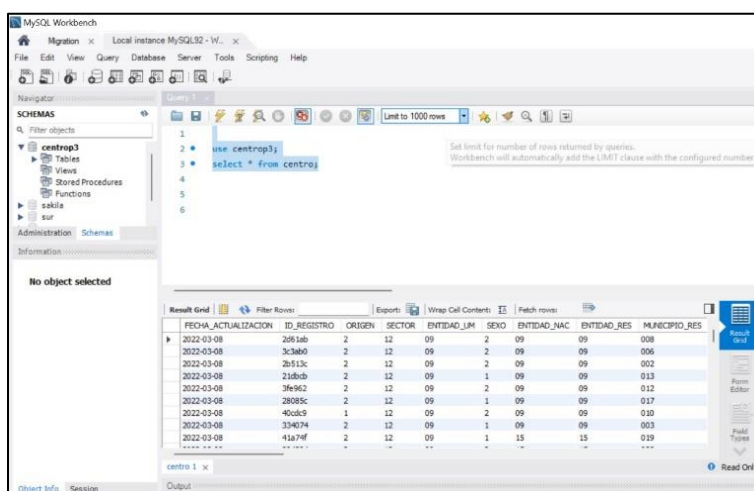 MySQL Workbench
Migration × Local instance MySQL92 - W... ×
File Edit View Query Database Server Tools Scripting Help
Navigator
SCHEMAS
Filter objects
centrop3
Tables
Views
Stored Procedures
Functions
sakila
sur
Administration Schemas
Information
No object selected
Object Info Session
Query 1 ×
Limit to 1000 rows
1
2 use centrop3;
3 select * from centro;
4
5
6
Set limit for number of rows returned by queries.
Workbench will automatically add the LIMIT clause with the configured number
Result Grid Filter Rows: Export: Wrap Cell Content: Fetch rows:
FECHA_ACTUALIZACION ID_REGISTRO ORIGEN SECTOR ENTIDAD_UM SEXO ENTIDAD_NAC ENTIDAD_RES MUNICIPIO_RES
2022-03-08 2d61ab 2 12 09 2 09 09 008
2022-03-08 3c3ab0 2 12 09 2 09 09 006
2022-03-08 2b513c 2 12 09 2 09 09 002
2022-03-08 21dbcb 2 12 09 1 09 09 013
2022-03-08 3fe962 2 12 09 2 09 09 012
2022-03-08 28085c 2 12 09 1 09 09 017
2022-03-08 40cdc9 1 12 09 2 09 09 010
2022-03-08 334074 2 12 09 1 09 09 003
2022-03-08 41a74f 2 12 09 1 15 15 019
Result Grid
Form Editor
Field Types
centro 1 ×
Read Onl
Output